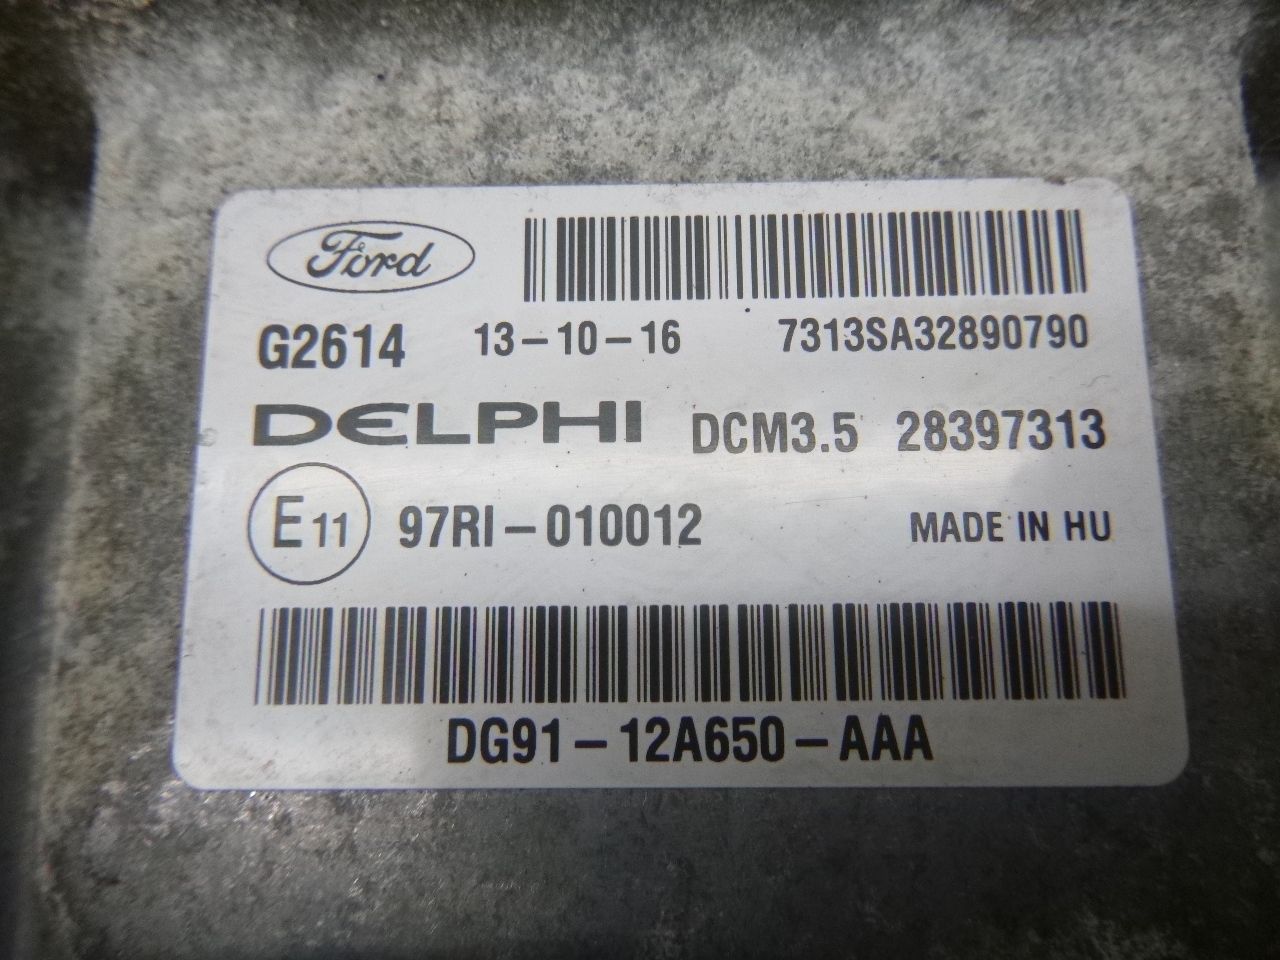 Ford
G2614 13-10-16 7313SA32890790
DELPHI DCM3.5 28397313
E11 97RI-010012 MADE IN HU
DG91-12A650-AAA